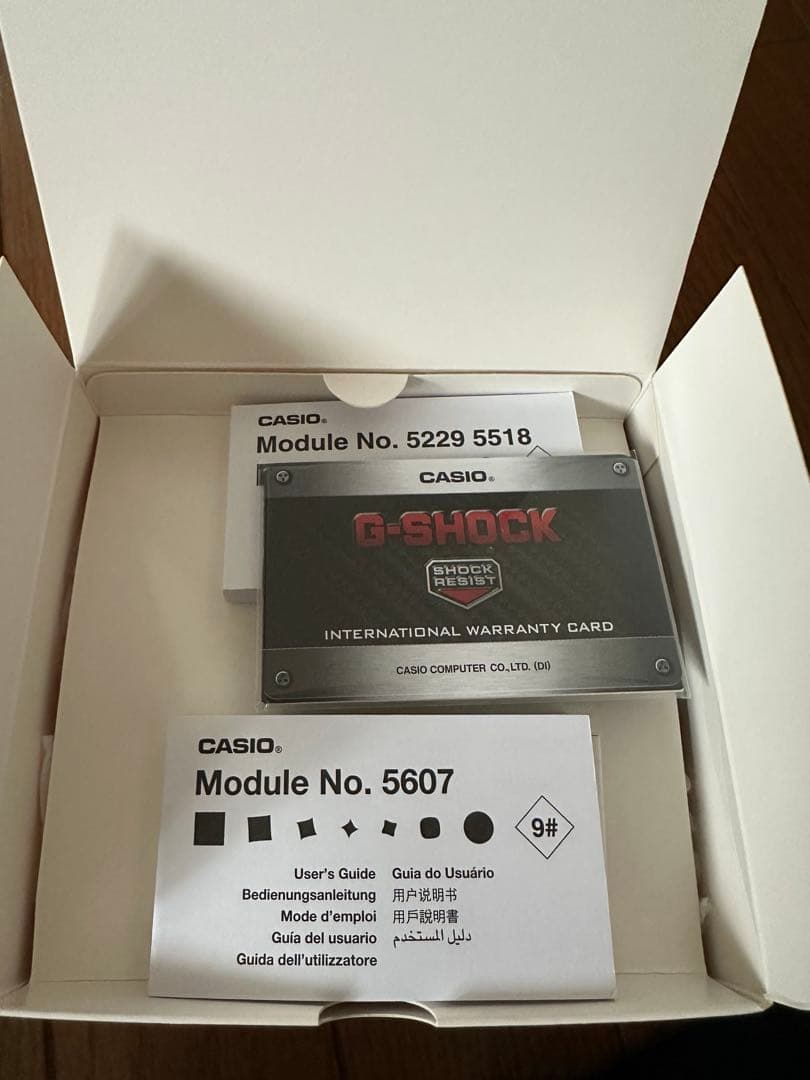 CASIO®
Module No. 5229 5518
CASIO®
G-SHOCK
SHOCK
RESIST
INTERNATIONAL WARRANTY CARD
CASIO COMPUTER CO.,LTD. (DI)
CASIO®
Module No. 5607
9#
User's Guide Guia do Usuário
Bedienungsanleitung 用户说明书
Mode d'emploi 用戶說明書
Guía del usuario دليل المستخدم
Guida dell'utilizzatore